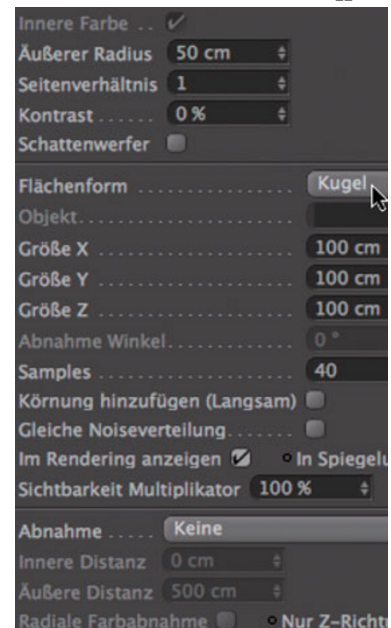 Innere Farbe . .
Äußerer Radius 50 cm
Seitenverhältnis 1
Kontrast . . . . . . 0 %
Schattenwerfer
Flächenform . . . . . . . . . . . . . . . . Kugel
Objekt. . . . . . . . . . . . . . . . . . . . . .
Größe X . . . . . . . . . . . . . . . . . . . . 100 cm
Größe Y . . . . . . . . . . . . . . . . . . . . 100 cm
Größe Z . . . . . . . . . . . . . . . . . . . . 100 cm
Abnahme Winkel. . . . . . . . . . . . . 0 °
Samples . . . . . . . . . . . . . . . . . . . . 40
Körnung hinzufügen (Langsam)
Gleiche Noiseverteilung. . . . . . .
Im Rendering anzeigen In
Sichtbarkeit Multiplikator 100 %
Abnahme . . . . . Keine
Innere Distanz 0 cm
Äußere Distanz 500 cm
Radiale Farbabnahme Nur